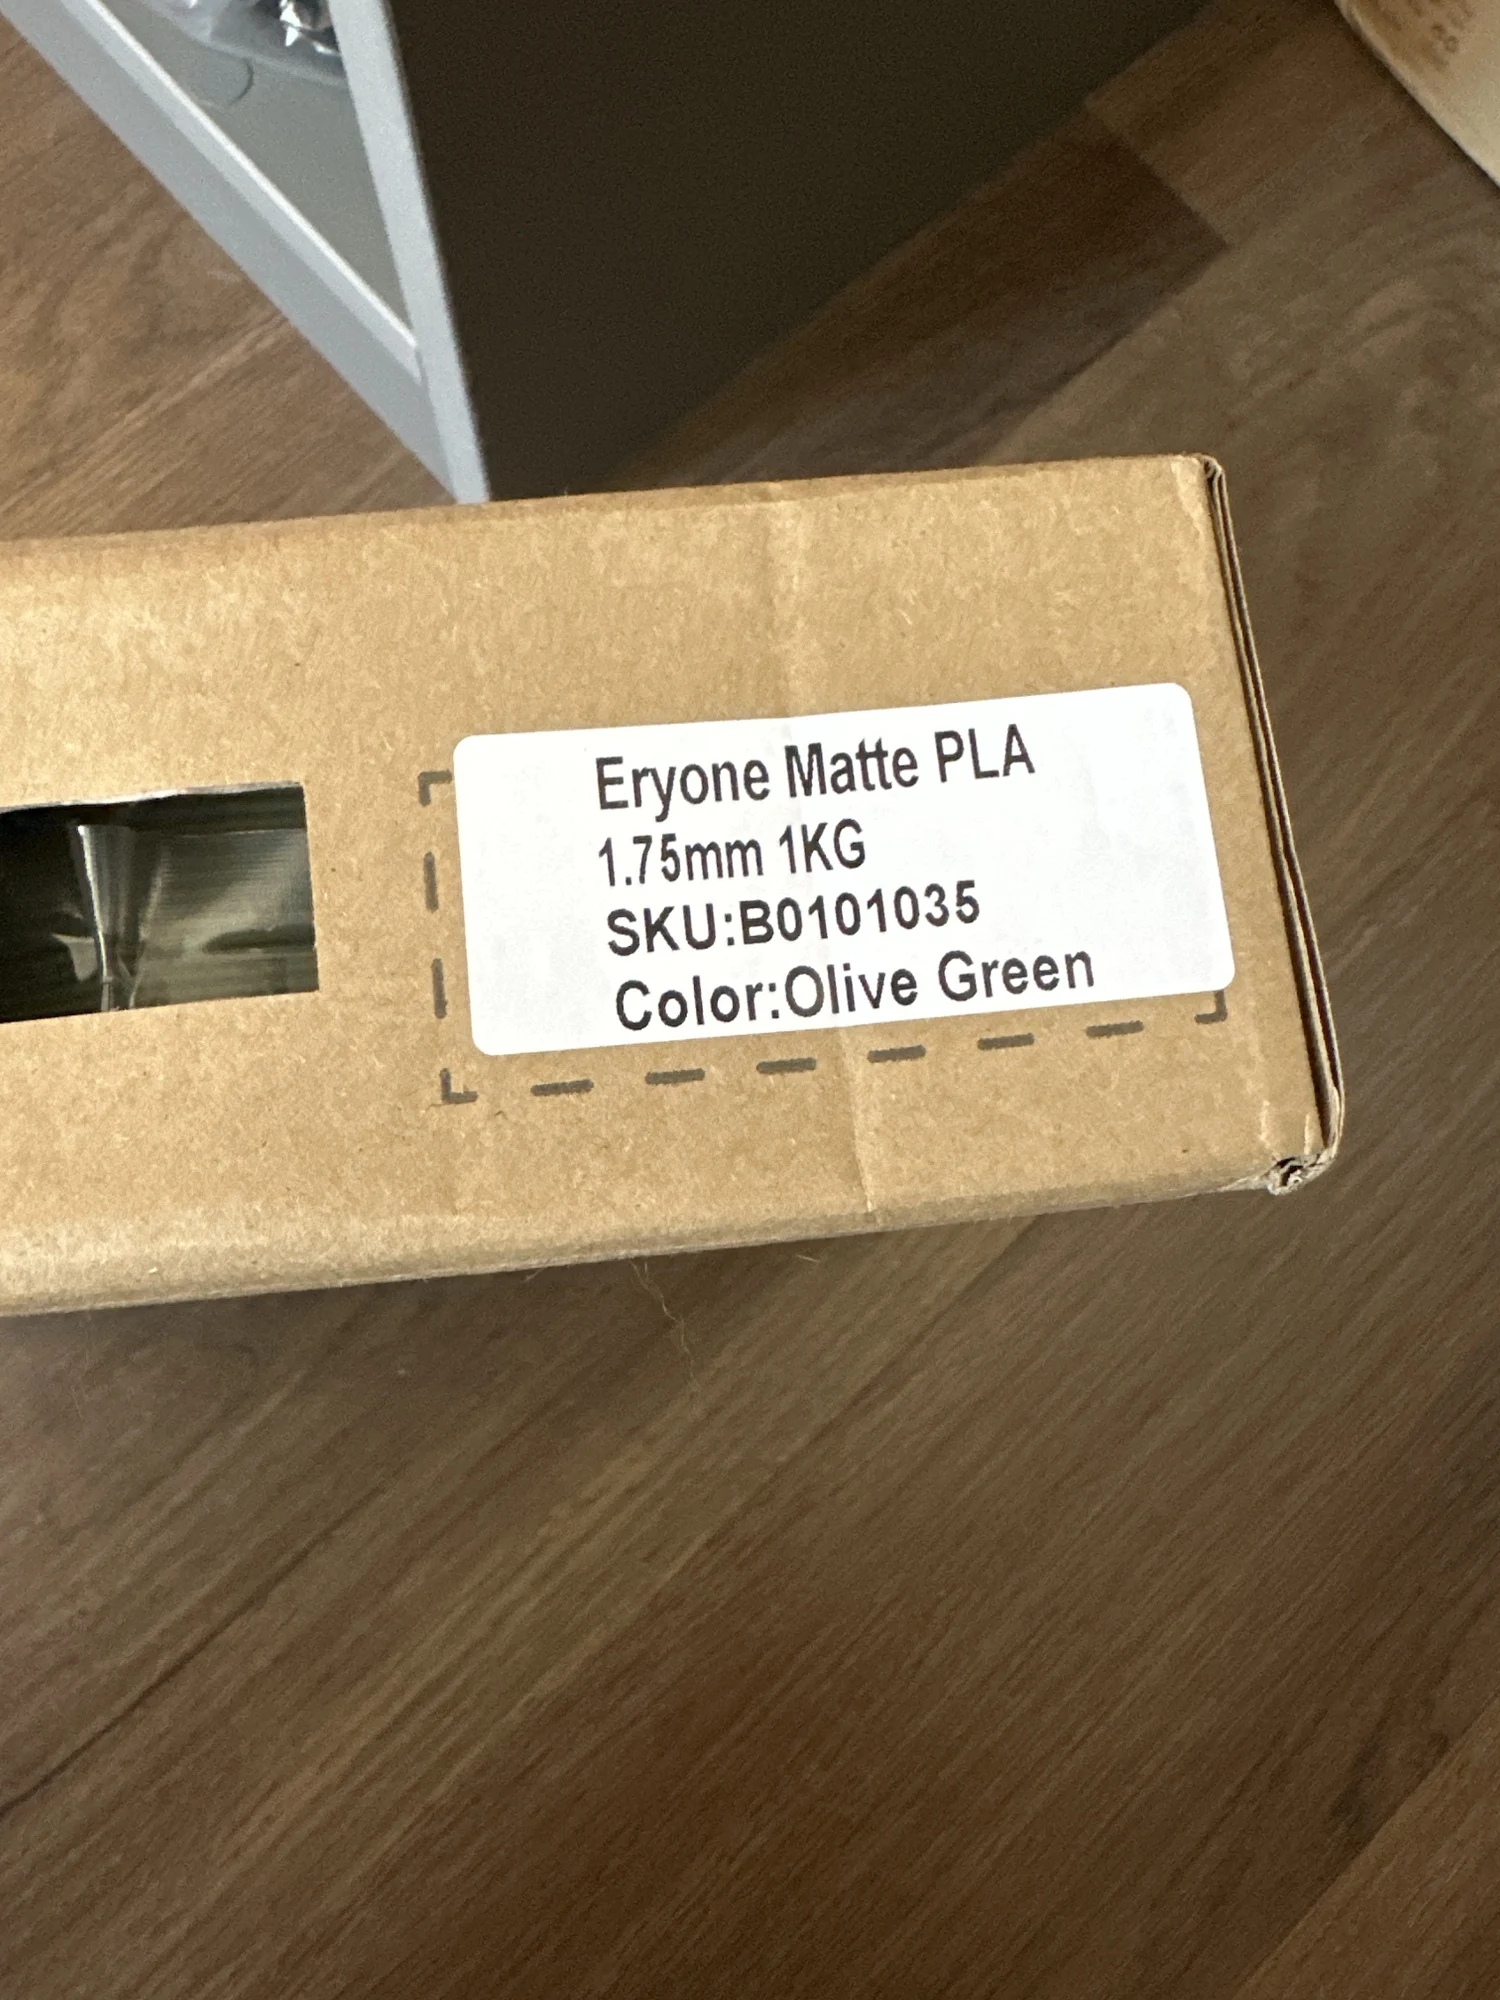 Eryone Matte PLA
1.75mm 1KG
SKU:B0101035
Color:Olive Green